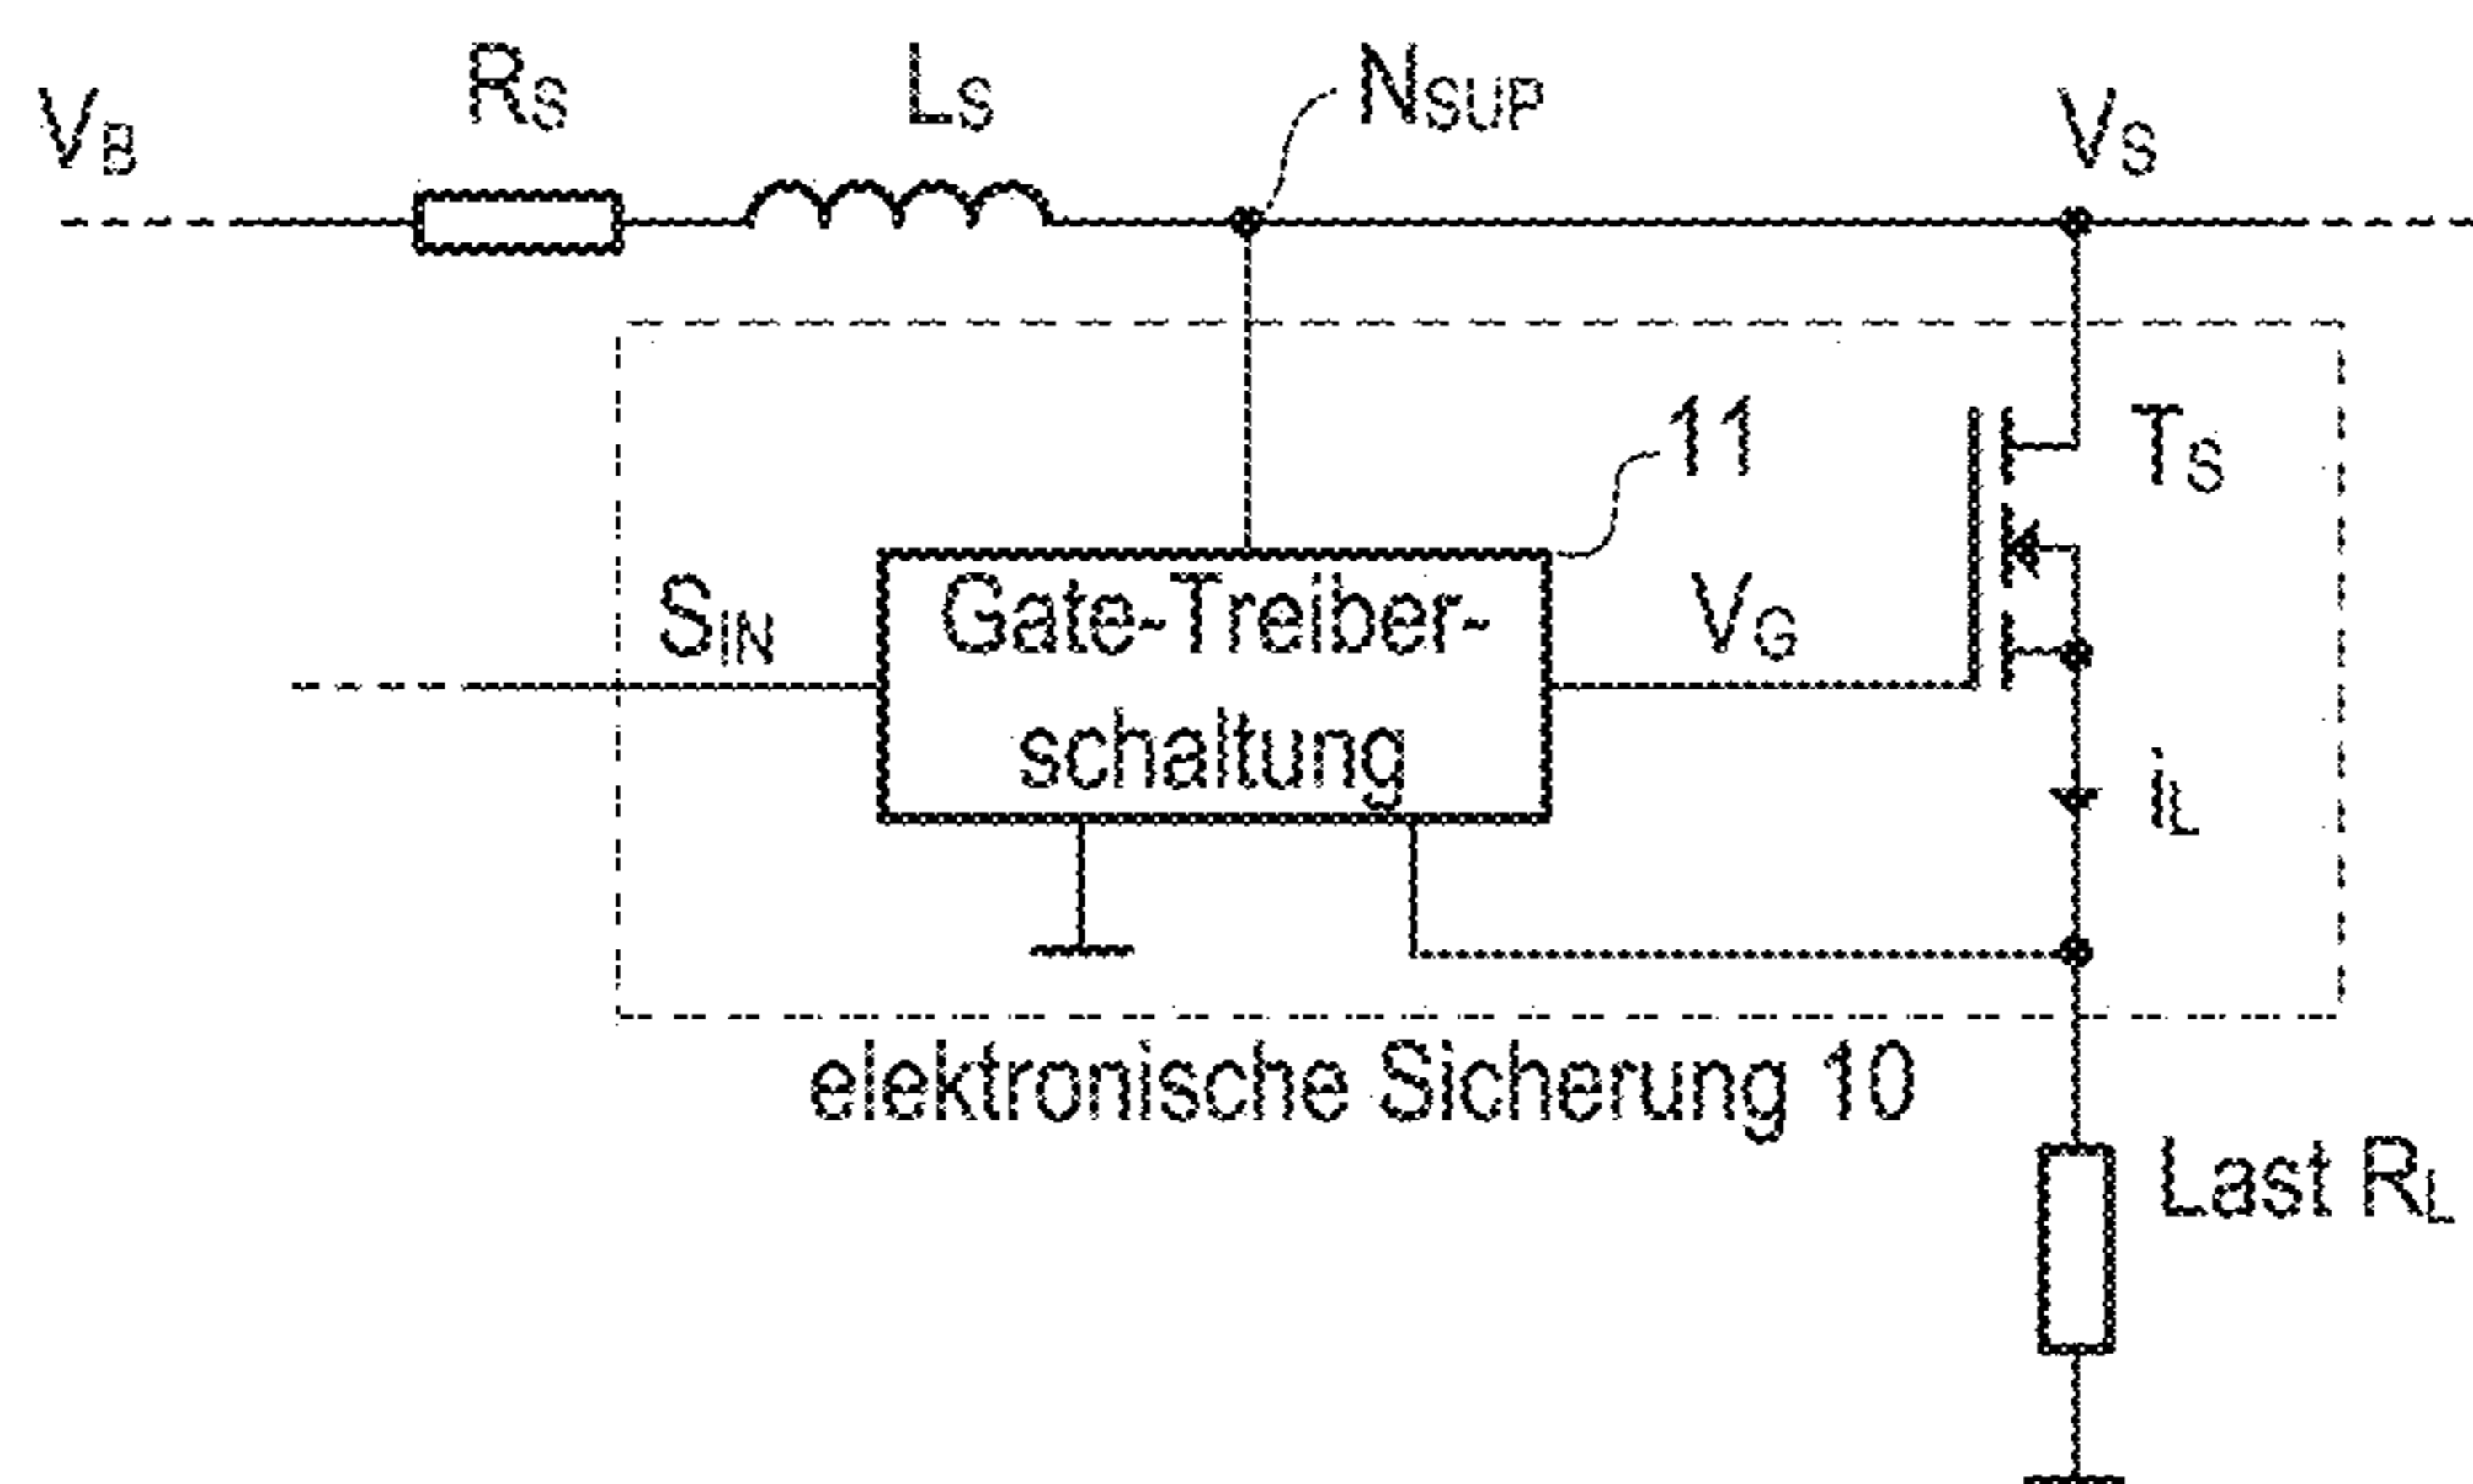 VB
RS
LS
NSUP
VS
11
TS
SIN
Gate-Treiber-
schaltung
VG
iL
elektronische Sicherung 10
Last RL